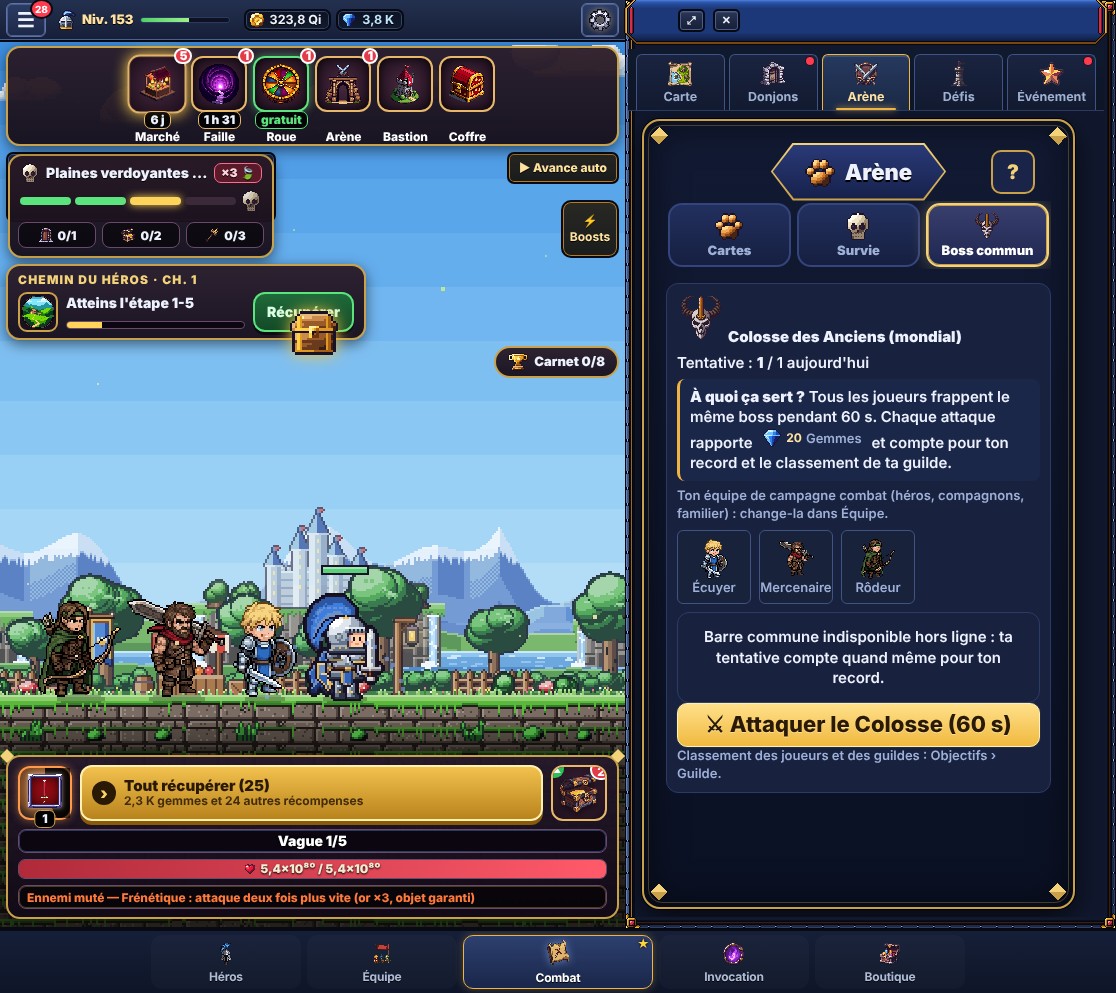 28
Niv. 153
323,8 Qi
3,8 K
5
1
1
1
6 j
1 h 31
gratuit
Marché
Faille
Roue
Arène
Bastion
Coffre
Plaines verdoyantes ...
×3
0/1
0/2
0/3
Avance auto
Boosts
CHEMIN DU HÉROS · CH. 1
Atteins l'étape 1-5
Carnet 0/8
1
Tout récupérer (25)
2,3 K gemmes et 24 autres récompenses
Vague 1/5
5,4×10⁸⁰ / 5,4×10⁸⁰
Ennemi muté — Frénétique : attaque deux fois plus vite (or ×3, objet garanti)
Carte
Donjons
Arène
Défis
Événement
Arène
?
Cartes
Survie
Boss commun
Colosse des Anciens (mondial)
Tentative : 1 / 1 aujourd'hui
À quoi ça sert ? Tous les joueurs frappent le
même boss pendant 60 s. Chaque attaque
rapporte 20 Gemmes et compte pour ton
record et le classement de ta guilde.
Ton équipe de campagne combat (héros, compagnons,
familier) : change-la dans Équipe.
Écuyer
Mercenaire
Rôdeur
Barre commune indisponible hors ligne : ta
tentative compte quand même pour ton
record.
Attaquer le Colosse (60 s)
Classement des joueurs et des guildes : Objectifs ›
Guilde.
Héros
Équipe
Combat
Invocation
Boutique